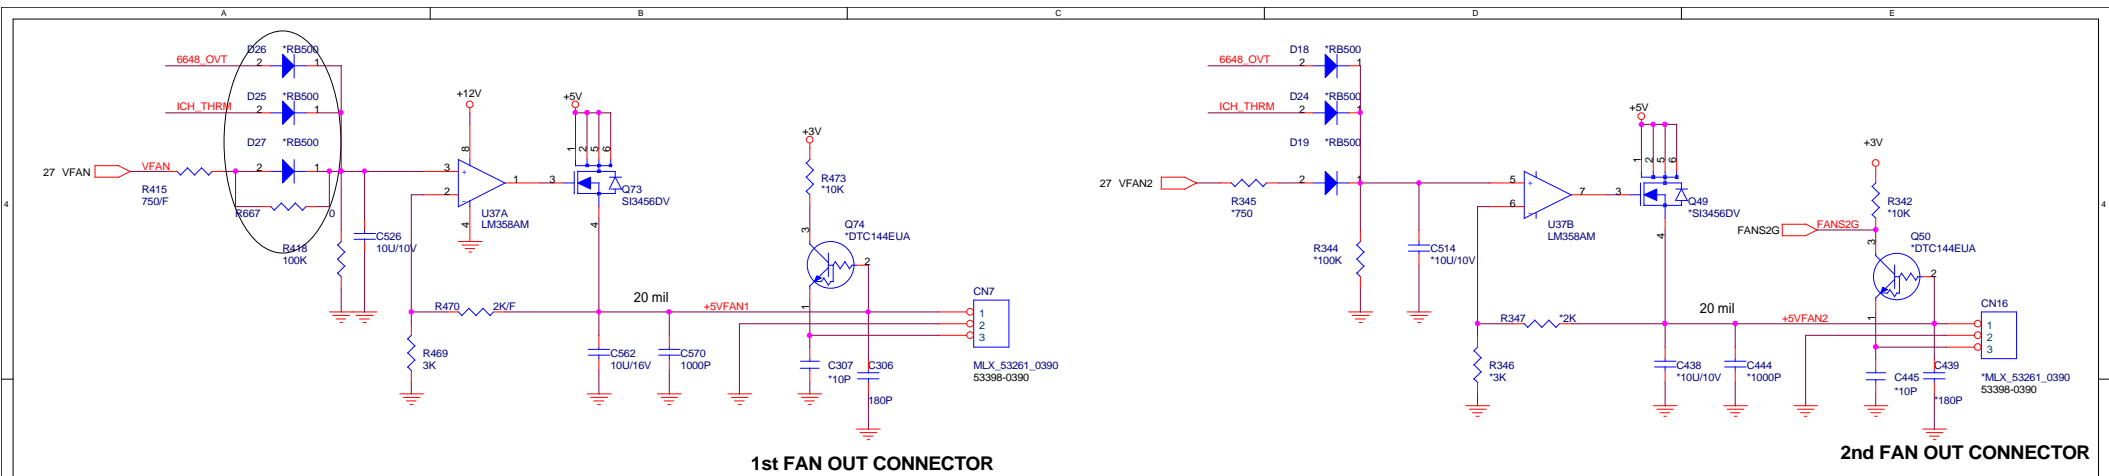 A B C D E
D26 *RB500
6648_OVT 2 1
D25 *RB500
ICH_THRM 2 1
D27 *RB500
27 VFAN VFAN 2 1
R415
750/F
R667 0
R418
100K
C526
10U/10V
+12V
8
3 +
2 -
1
4
U37A
LM358AM
+5V
1 2 5 6
3
Q73
SI3456DV
4
+3V
R473
*10K
Q74
*DTC144EUA
3
2
1
R470 2K/F
20 mil
+5VFAN1
R469
3K
C562
10U/16V
C570
1000P
C307
*10P
C306
180P
CN7
1
2
3
MLX_53261_0390
53398-0390
1st FAN OUT CONNECTOR
D18 *RB500
6648_OVT 2 1
D24 *RB500
ICH_THRM 2 1
D19 *RB500
27 VFAN2 2 1
R345
*750
R344
*100K
C514
*10U/10V
5 +
6 -
7
U37B
LM358AM
+5V
1 2 5 6
3
Q49
*SI3456DV
4
+3V
R342
*10K
FANS2G FANS2G
Q50
*DTC144EUA
3
2
1
R347 *2K
20 mil
+5VFAN2
R346
*3K
C438
*10U/10V
C444
*1000P
C445
*10P
C439
*180P
CN16
1
2
3
*MLX_53261_0390
53398-0390
2nd FAN OUT CONNECTOR
4 4